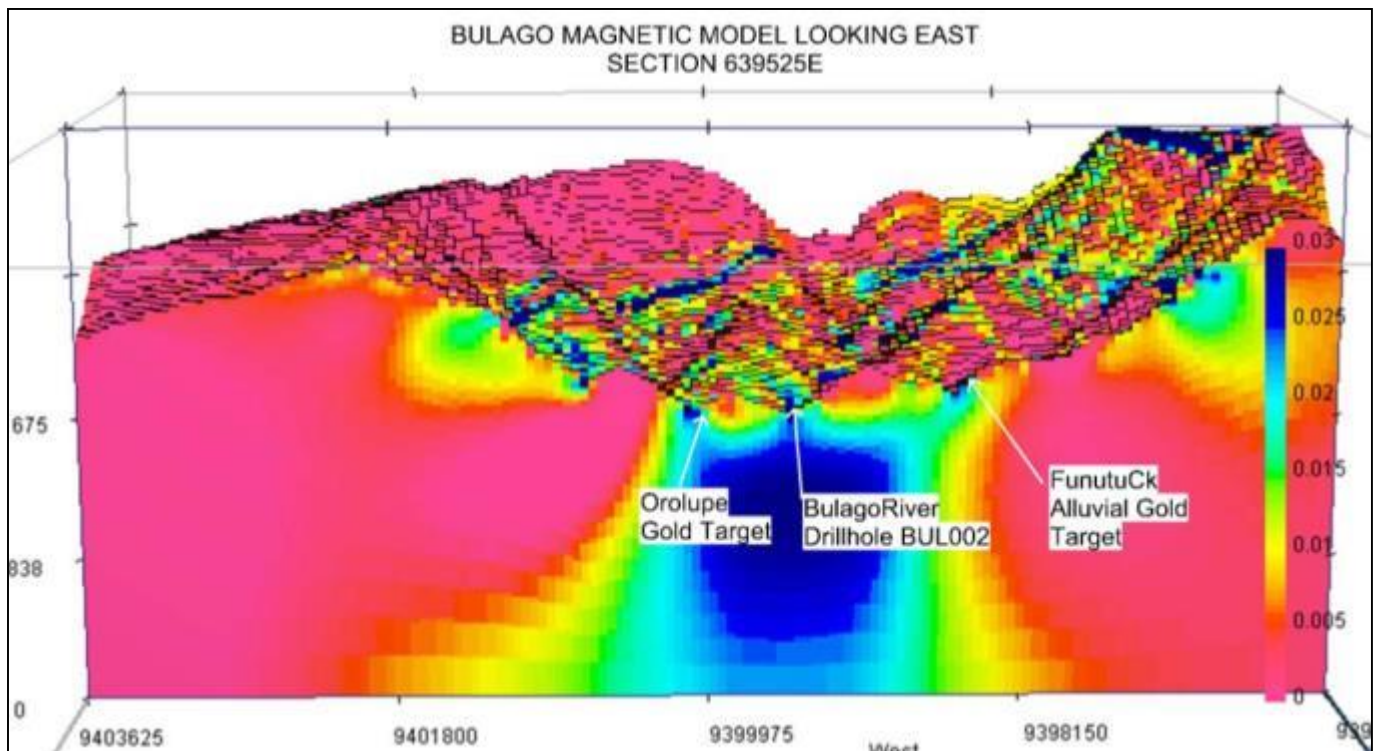 BULAGO MAGNETIC MODEL LOOKING EAST
SECTION 639525E
0.03
0.025
0.02
0.015
0.01
0.005
0
675
838
0
Orolupe
Gold Target
BulagoRiver
Drillhole BUL002
FunutuCk
Alluvial Gold
Target
9403625
9401800
9399975
9398150
939